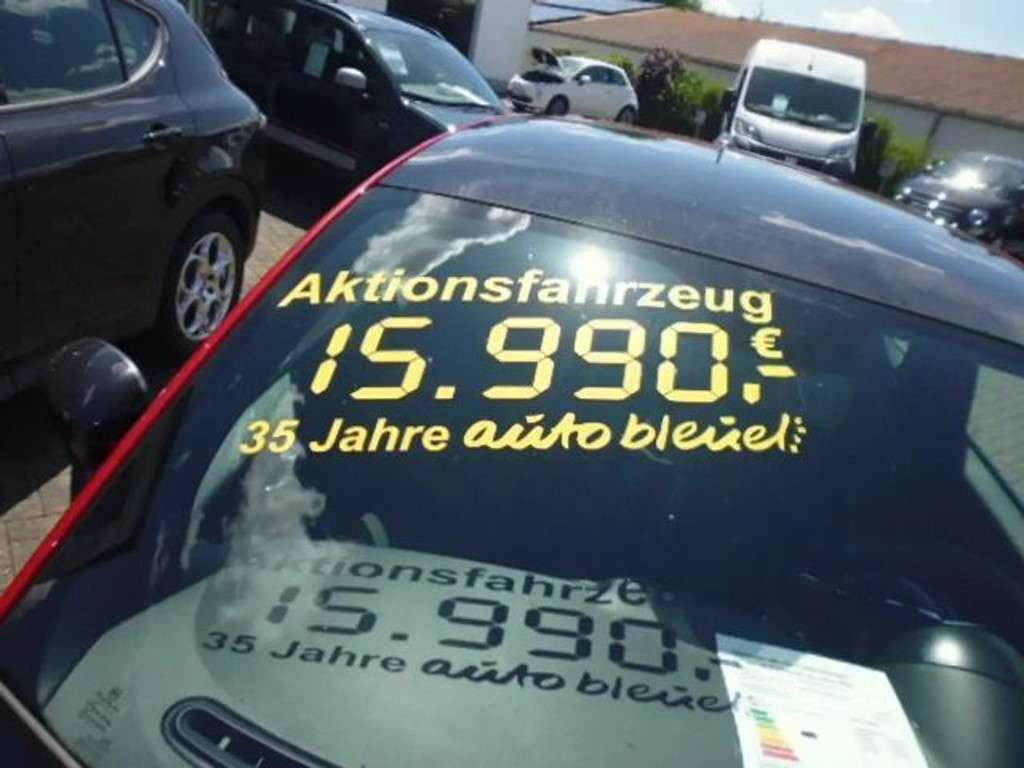 Aktionsfahrzeug
15.990,- €
35 Jahre auto bleuel